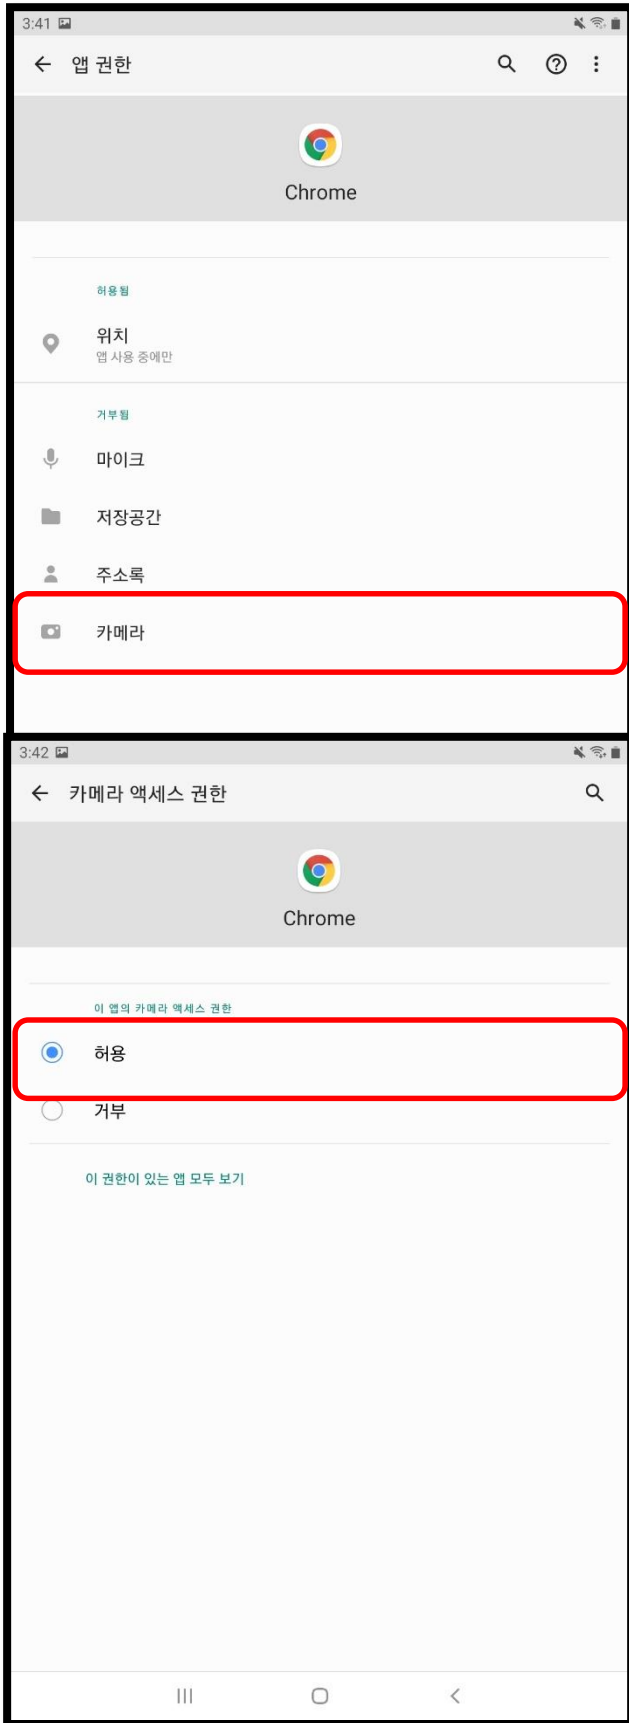 3:41
앱 권한
Chrome
허용됨
위치
앱 사용 중에만
거부됨
마이크
저장공간
주소록
카메라
3:42
카메라 액세스 권한
Chrome
이 앱의 카메라 액세스 권한
허용
거부
이 권한이 있는 앱 모두 보기